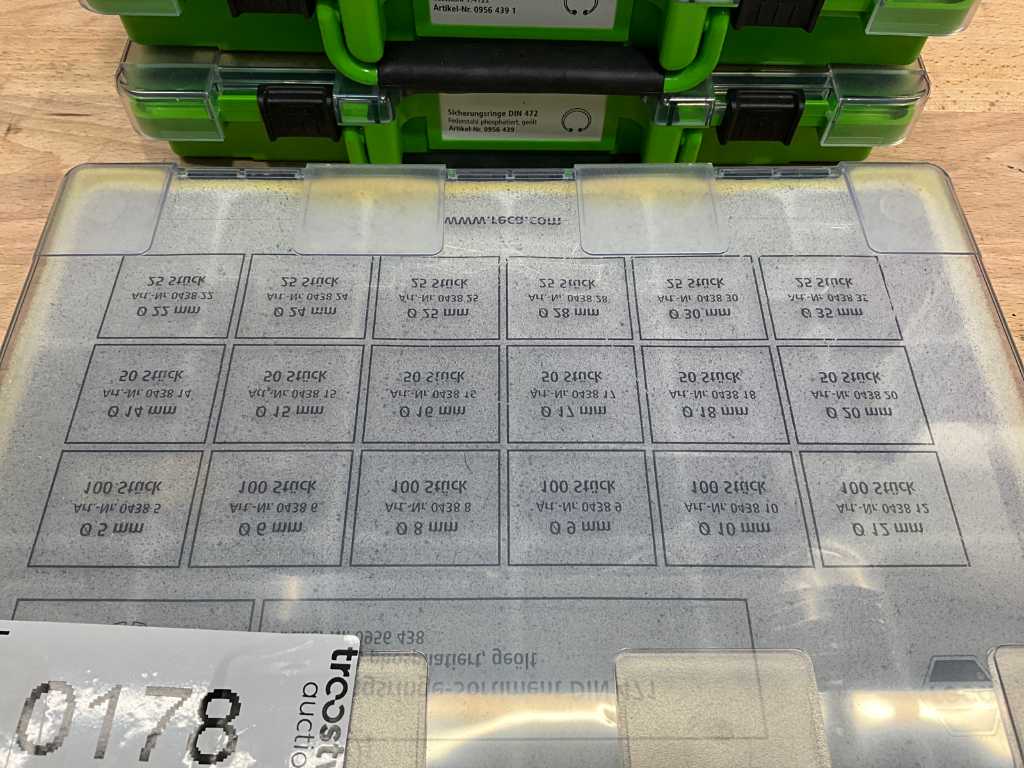 Artikel-Nr. 0956 439 1
Sicherungsringe DIN 472
Federstahl phosphatiert, geölt
Artikel-Nr. 0956 439
ngsringe-Sortiment DIN 471
phosphatiert, geölt
0956 438
Ø 5 mm
Art.-Nr. 0438 5
100 Stück
Ø 6 mm
Art.-Nr. 0438 6
100 Stück
Ø 8 mm
Art.-Nr. 0438 8
100 Stück
Ø 9 mm
Art.-Nr. 0438 9
100 Stück
Ø 10 mm
Art.-Nr. 0438 10
100 Stück
Ø 12 mm
Art.-Nr. 0438 12
100 Stück
Ø 14 mm
Art.-Nr. 0438 14
50 Stück
Ø 15 mm
Art.-Nr. 0438 15
50 Stück
Ø 16 mm
Art.-Nr. 0438 16
50 Stück
Ø 17 mm
Art.-Nr. 0438 17
50 Stück
Ø 18 mm
Art.-Nr. 0438 18
50 Stück
Ø 20 mm
Art.-Nr. 0438 20
50 Stück
Ø 22 mm
Art.-Nr. 0438 22
25 Stück
Ø 24 mm
Art.-Nr. 0438 24
25 Stück
Ø 25 mm
Art.-Nr. 0438 25
25 Stück
Ø 28 mm
Art.-Nr. 0438 28
25 Stück
Ø 30 mm
Art.-Nr. 0438 30
25 Stück
Ø 35 mm
Art.-Nr. 0438 35
25 Stück
www.reca.com
0178
troost
auctio